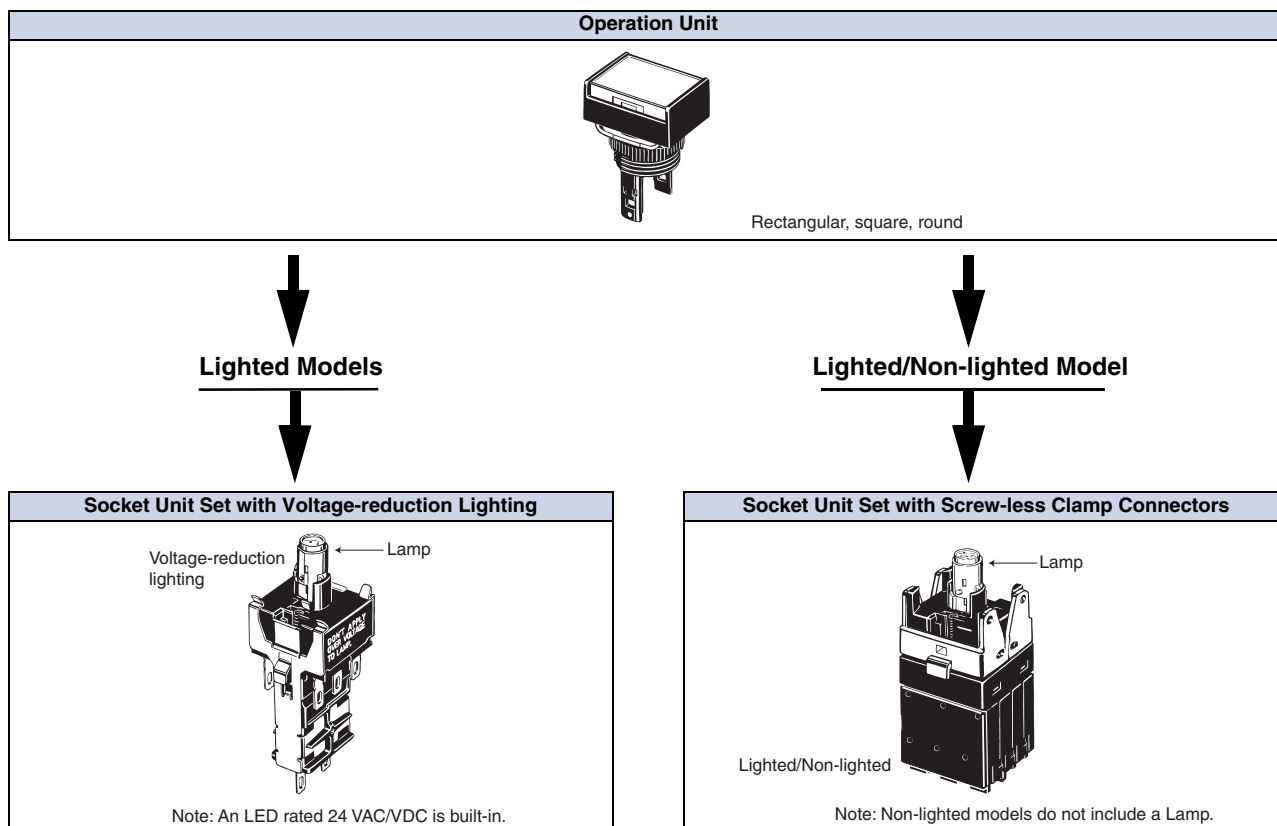 Operation Unit
Rectangular, square, round
Lighted Models
Lighted/Non-lighted Model
Socket Unit Set with Voltage-reduction Lighting
Voltage-reduction
lighting
Lamp
DON'T APPLY
OVER VOLTAGE
TO LAMP.
Note: An LED rated 24 VAC/VDC is built-in.
Socket Unit Set with Screw-less Clamp Connectors
Lamp
Lighted/Non-lighted
Note: Non-lighted models do not include a Lamp.